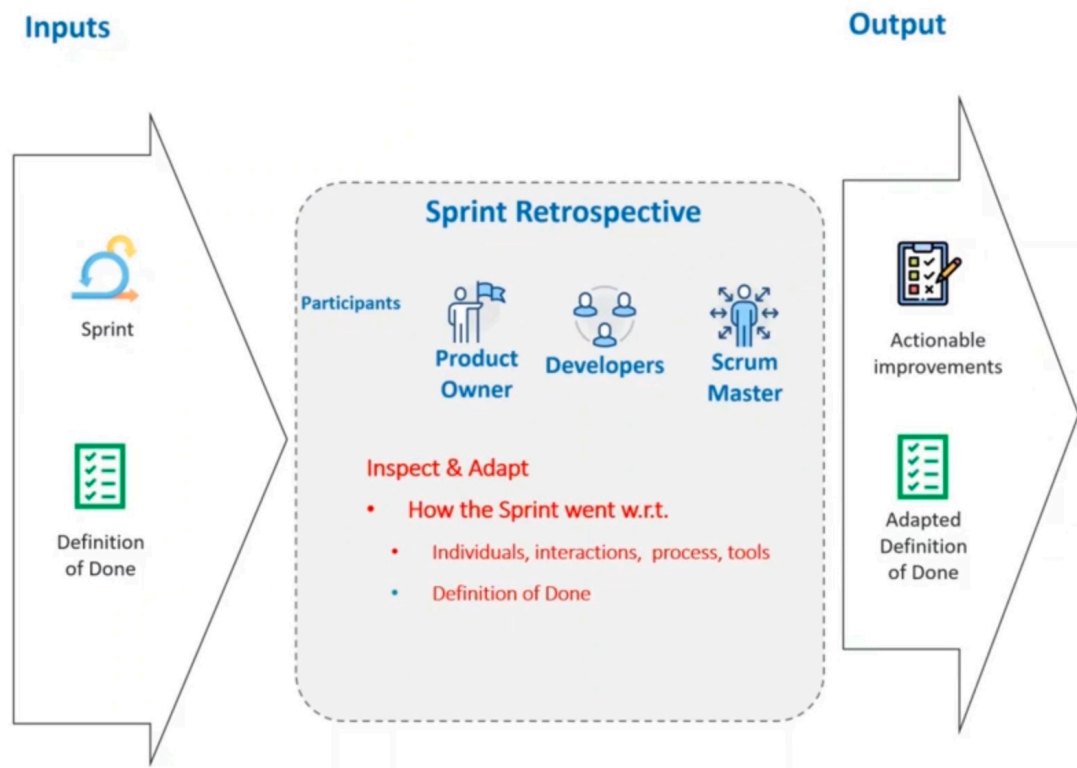 Inputs
Output
Sprint
Definition
of Done
Sprint Retrospective
Participants
Product
Owner
Developers
Scrum
Master
Inspect & Adapt
• How the Sprint went w.r.t.
• Individuals, interactions, process, tools
• Definition of Done
Actionable
improvements
Adapted
Definition
of Done